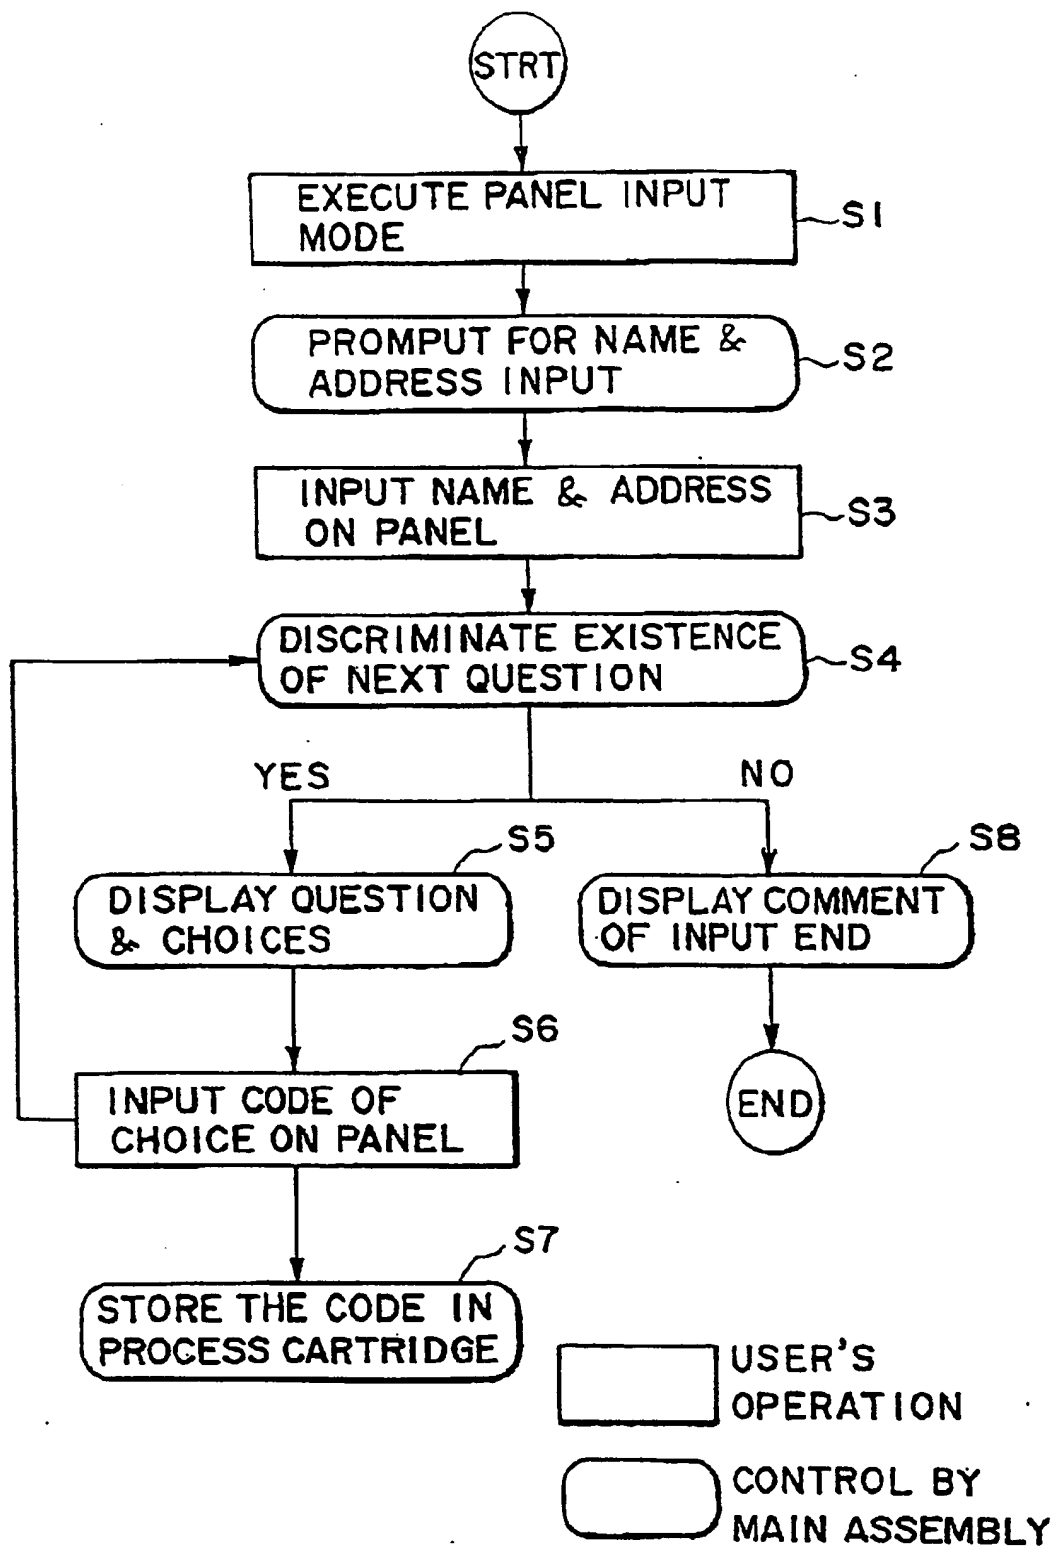 STRT
EXECUTE PANEL INPUT
MODE
S1
PROMPUT FOR NAME &
ADDRESS INPUT
S2
INPUT NAME & ADDRESS
ON PANEL
S3
DISCRIMINATE EXISTENCE
OF NEXT QUESTION
S4
YES
NO
S5
DISPLAY QUESTION
& CHOICES
S8
DISPLAY COMMENT
OF INPUT END
S6
INPUT CODE OF
CHOICE ON PANEL
END
S7
STORE THE CODE IN
PROCESS CARTRIDGE
USER'S
OPERATION
CONTROL BY
MAIN ASSEMBLY